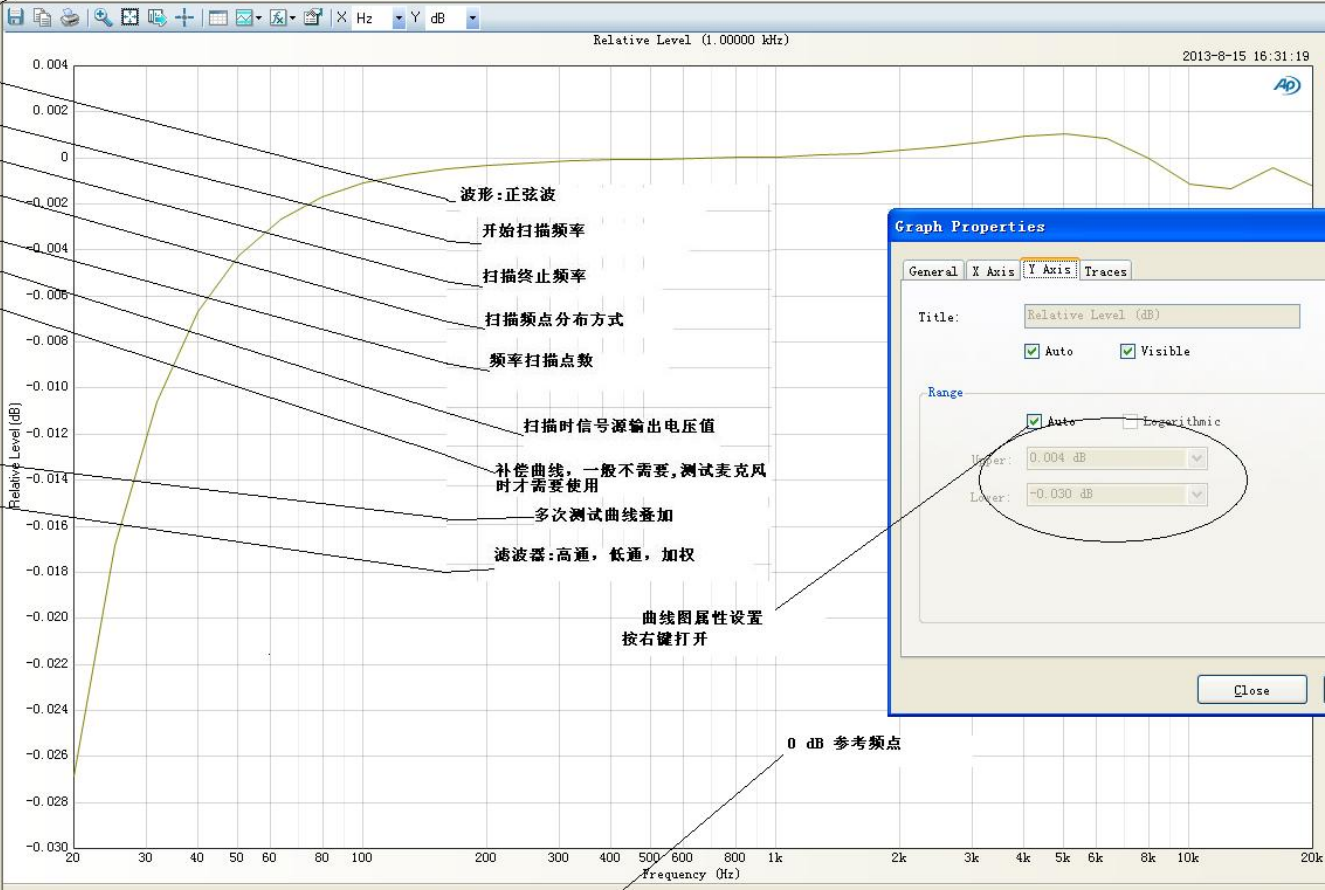 X Hz Y dB
Relative Level (1.00000 kHz)
2013-8-15 16:31:19
AP
0.004
0.002
0
-0.002
-0.004
-0.006
-0.008
-0.010
-0.012
-0.014
-0.016
-0.018
-0.020
-0.022
-0.024
-0.026
-0.028
-0.030
Relative Level (dB)
波形:正弦波
开始扫描频率
扫描终止频率
扫描频点分布方式
频率扫描点数
扫描时信号源输出电压值
补偿曲线，一般不需要,测试麦克风
时才需要使用
多次测试曲线叠加
滤波器:高通，低通，加权
曲线图属性设置
按右键打开
0 dB 参考频点
Graph Properties
General X Axis Y Axis Traces
Title: Relative Level (dB)
Auto Visible
Range
Auto Logarithmic
Upper: 0.004 dB
Lower: -0.030 dB
Close
20 30 40 50 60 80 100 200 300 400 500 600 800 1k 2k 3k 4k 5k 6k 8k 10k 20k
Frequency (Hz)